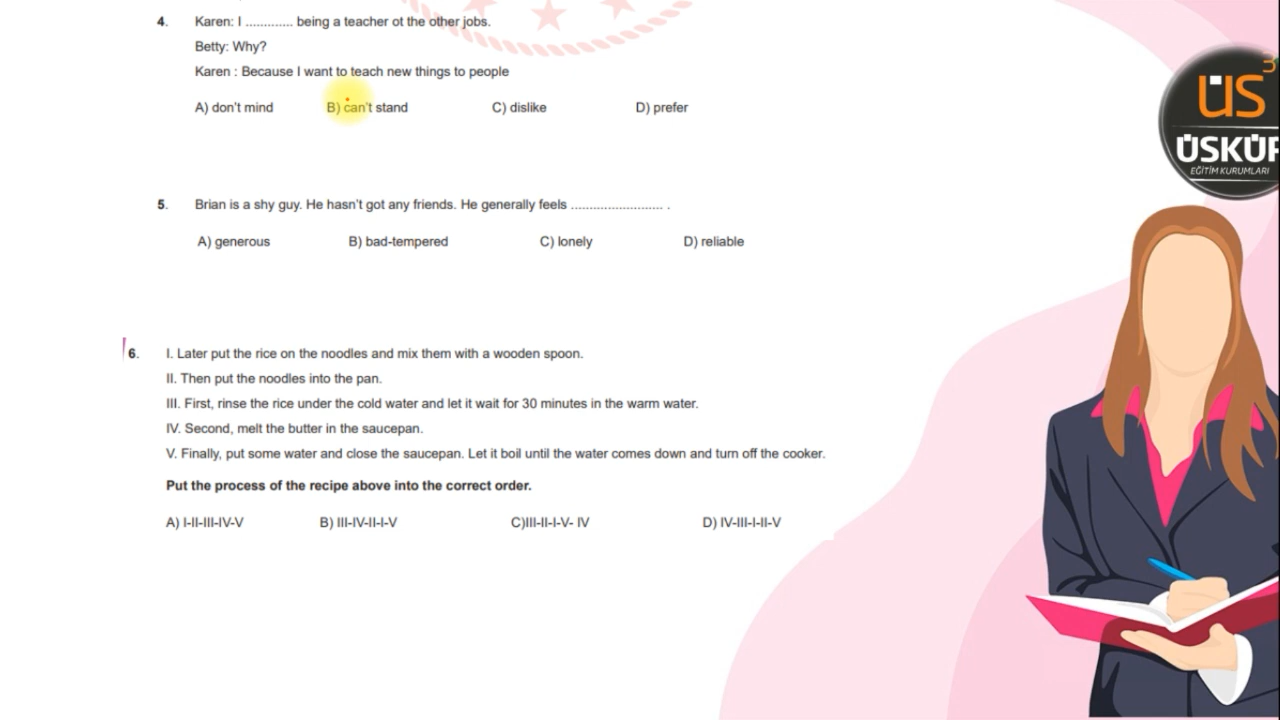 4. Karen: I ............. being a teacher ot the other jobs.
Betty: Why?
Karen : Because I want to teach new things to people
A) don't mind B) can't stand C) dislike D) prefer
5. Brian is a shy guy. He hasn't got any friends. He generally feels ......................... .
A) generous B) bad-tempered C) lonely D) reliable
6. I. Later put the rice on the noodles and mix them with a wooden spoon.
II. Then put the noodles into the pan.
III. First, rinse the rice under the cold water and let it wait for 30 minutes in the warm water.
IV. Second, melt the butter in the saucepan.
V. Finally, put some water and close the saucepan. Let it boil until the water comes down and turn off the cooker.
Put the process of the recipe above into the correct order.
A) I-II-III-IV-V B) III-IV-II-I-V C)III-II-I-V- IV D) IV-III-I-II-V
üs 3
ÜSKÜP
EĞİTİM KURUMLARI